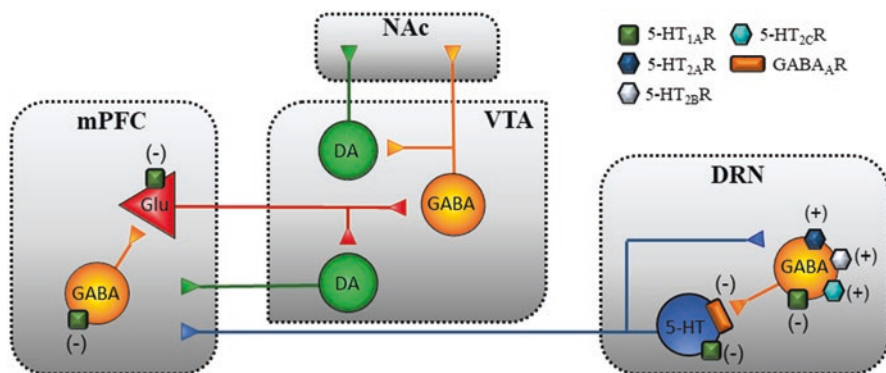 NAc
5-HT1AR
5-HT2CR
5-HT2AR
GABAAR
5-HT2BR
mPFC
VTA
DRN
DA
(-)
Glu
GABA
(+)
GABA
(+)
(+)
(-)
GABA
(-)
DA
5-HT
(-)
(-)